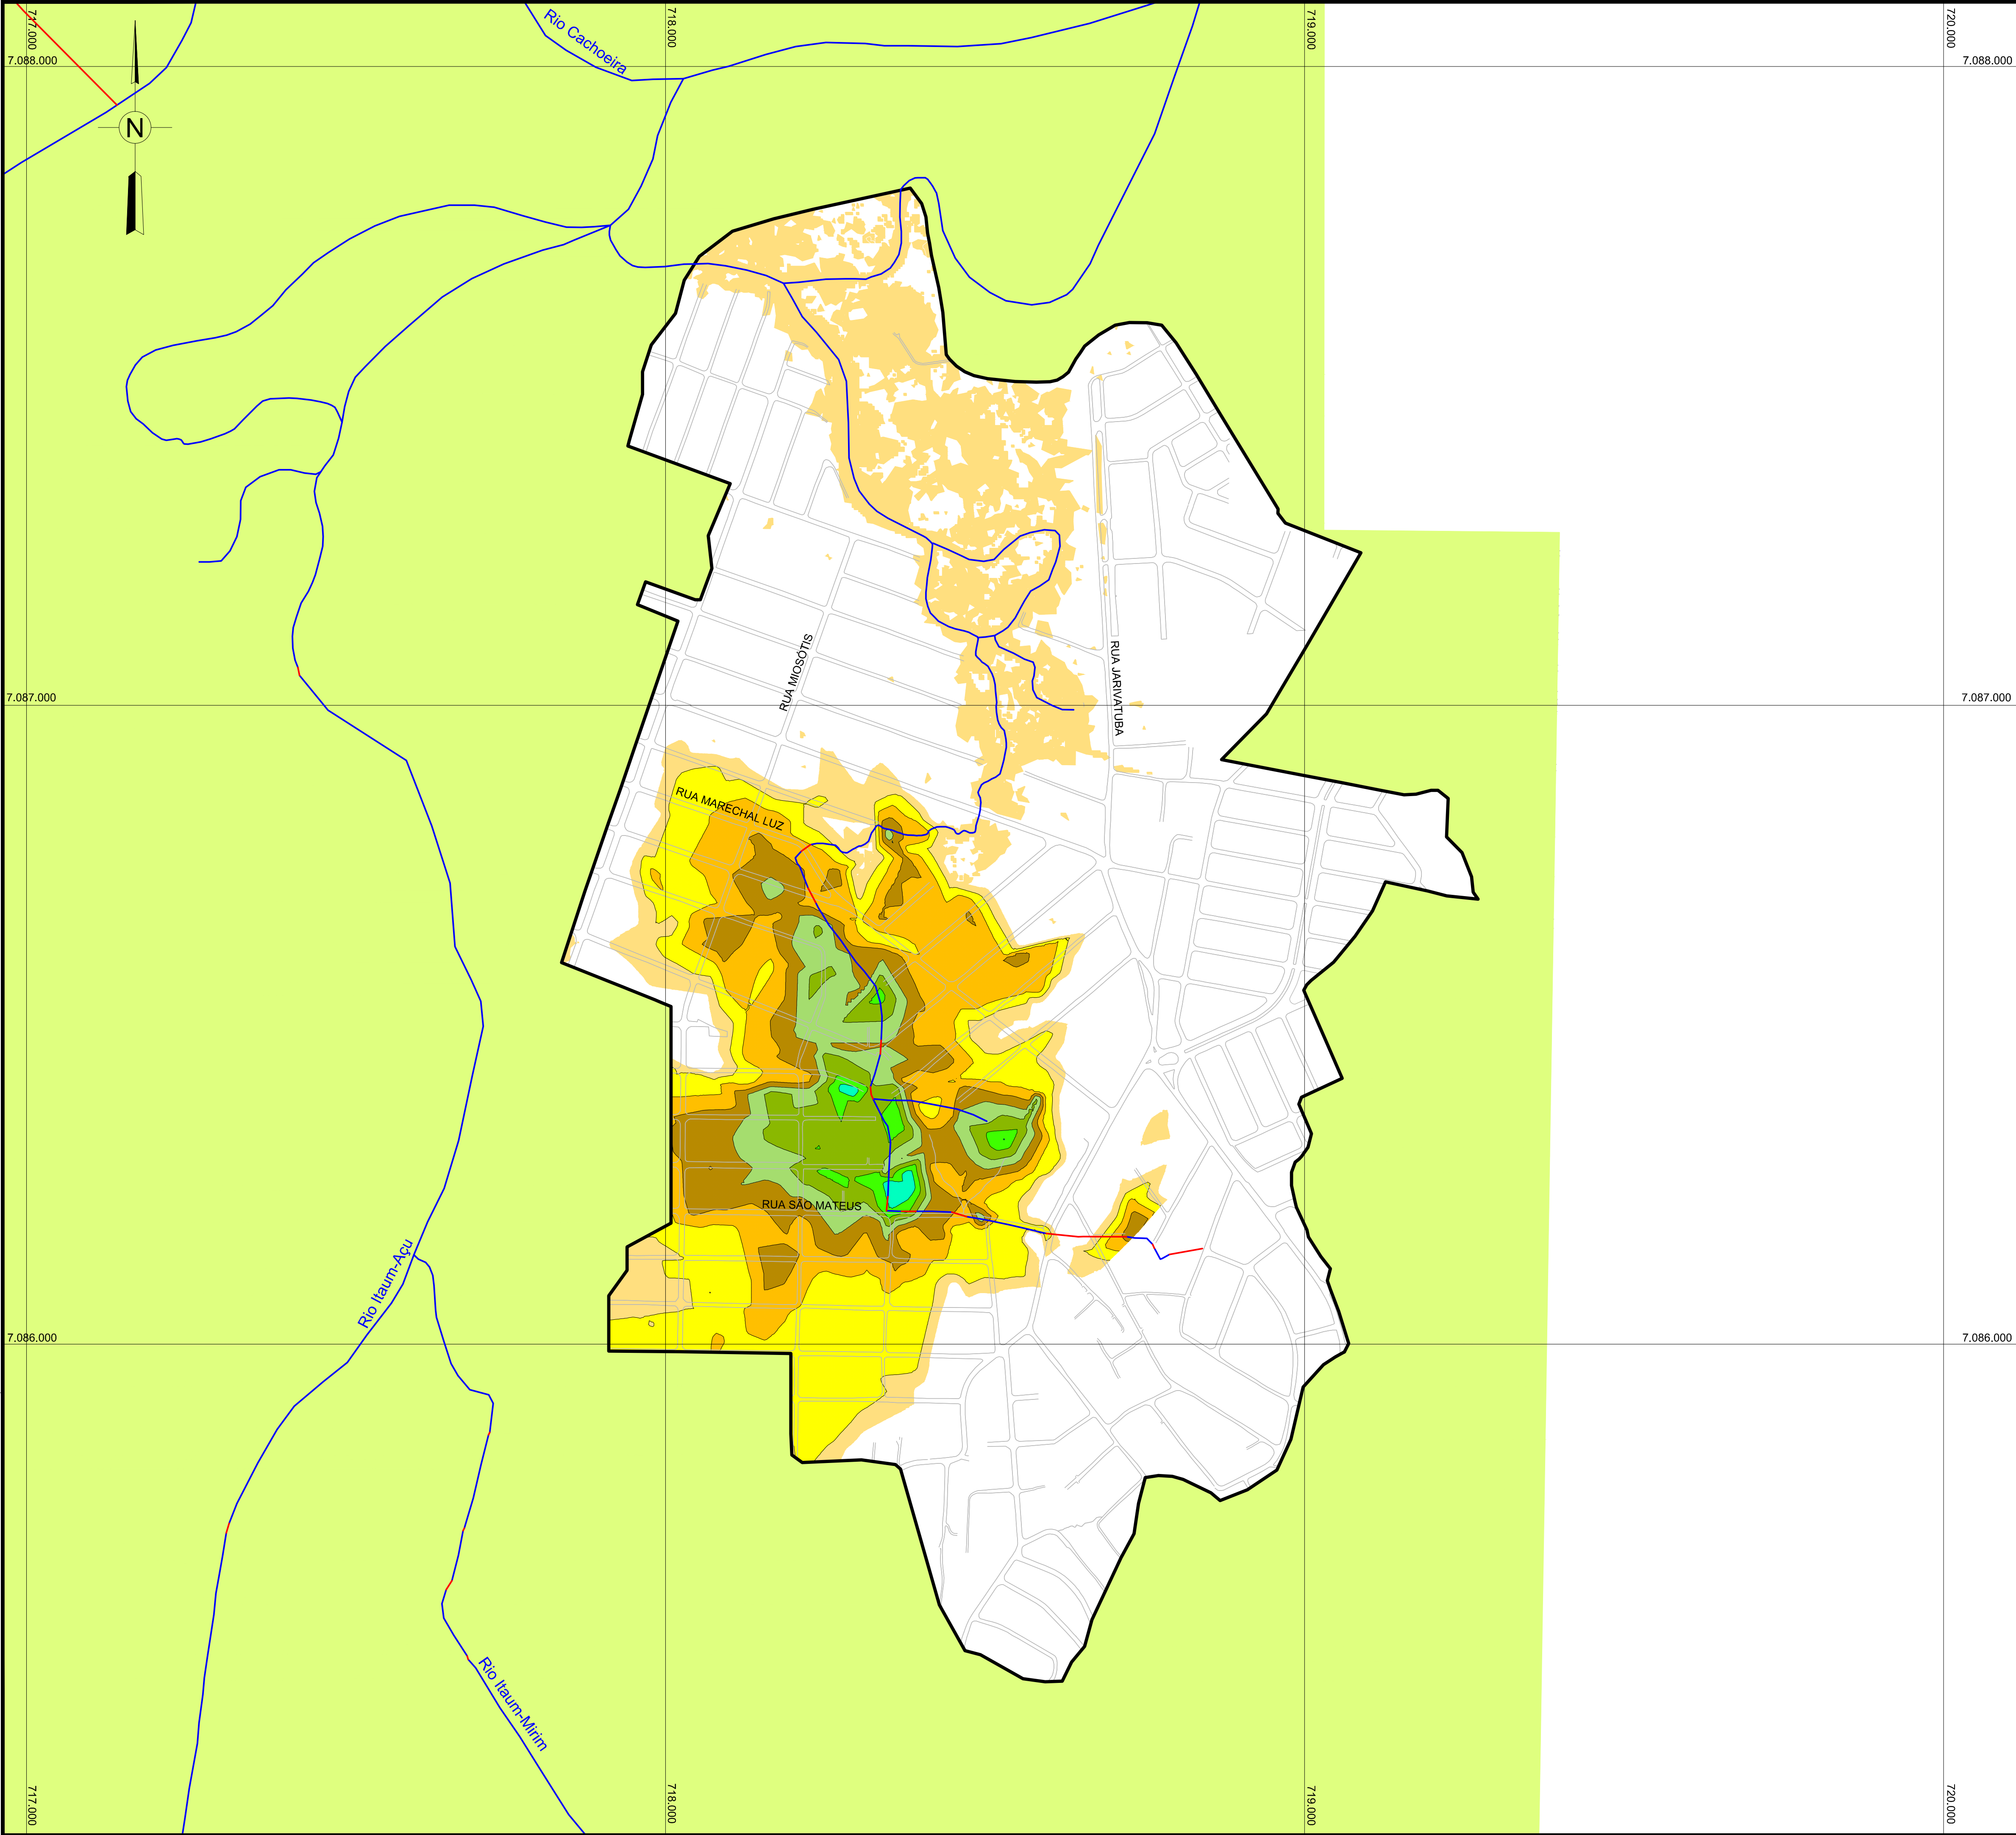 717.000
718.000
719.000
720.000
Rio Cachoeira
7.088.000
7.088.000
N
RUA MIOSÓTIS
RUA JARIVATUBA
7.087.000
7.087.000
RUA MARECHAL LUZ
RUA SÃO MATEUS
Rio Itaum-Açu
7.086.000
7.086.000
Rio Itaum-Mirim
717.000
718.000
719.000
720.000